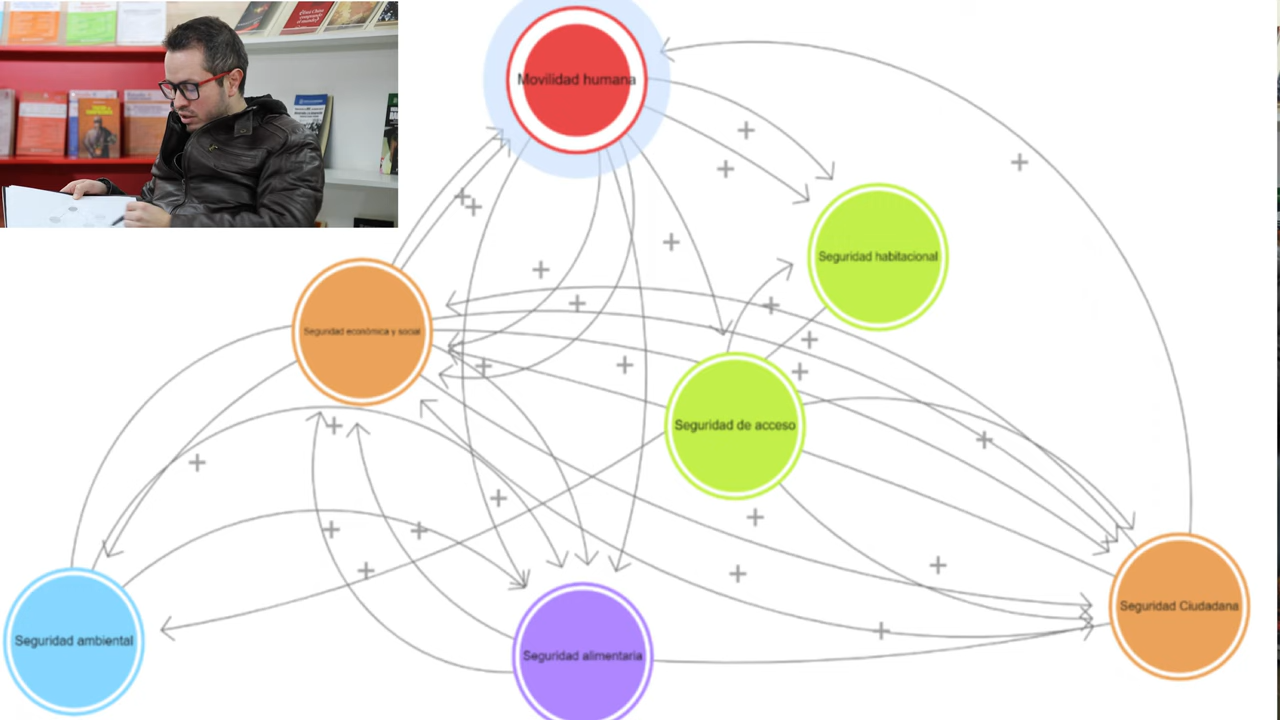 Movilidad humana
Seguridad habitacional
Seguridad económica y social
Seguridad de acceso
Seguridad Ciudadana
Seguridad ambiental
Seguridad alimentaria